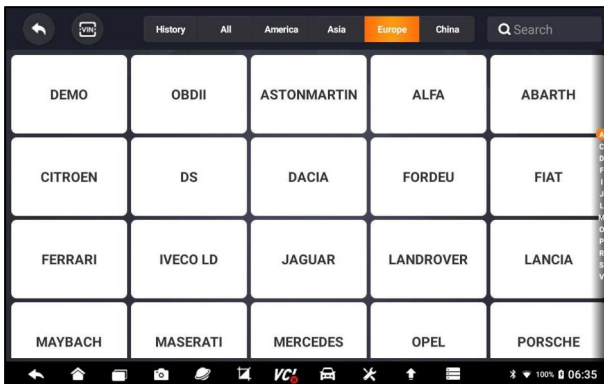 VIN History All America Asia Europe China Search
DEMO OBDII ASTONMARTIN ALFA ABARTH
CITROEN DS DACIA FORDEU FIAT
FERRARI IVECO LD JAGUAR LANDROVER LANCIA
MAYBACH MASERATI MERCEDES OPEL PORSCHE
A
C
D
F
I
J
L
M
O
P
R
S
V
VCI 100% 06:35